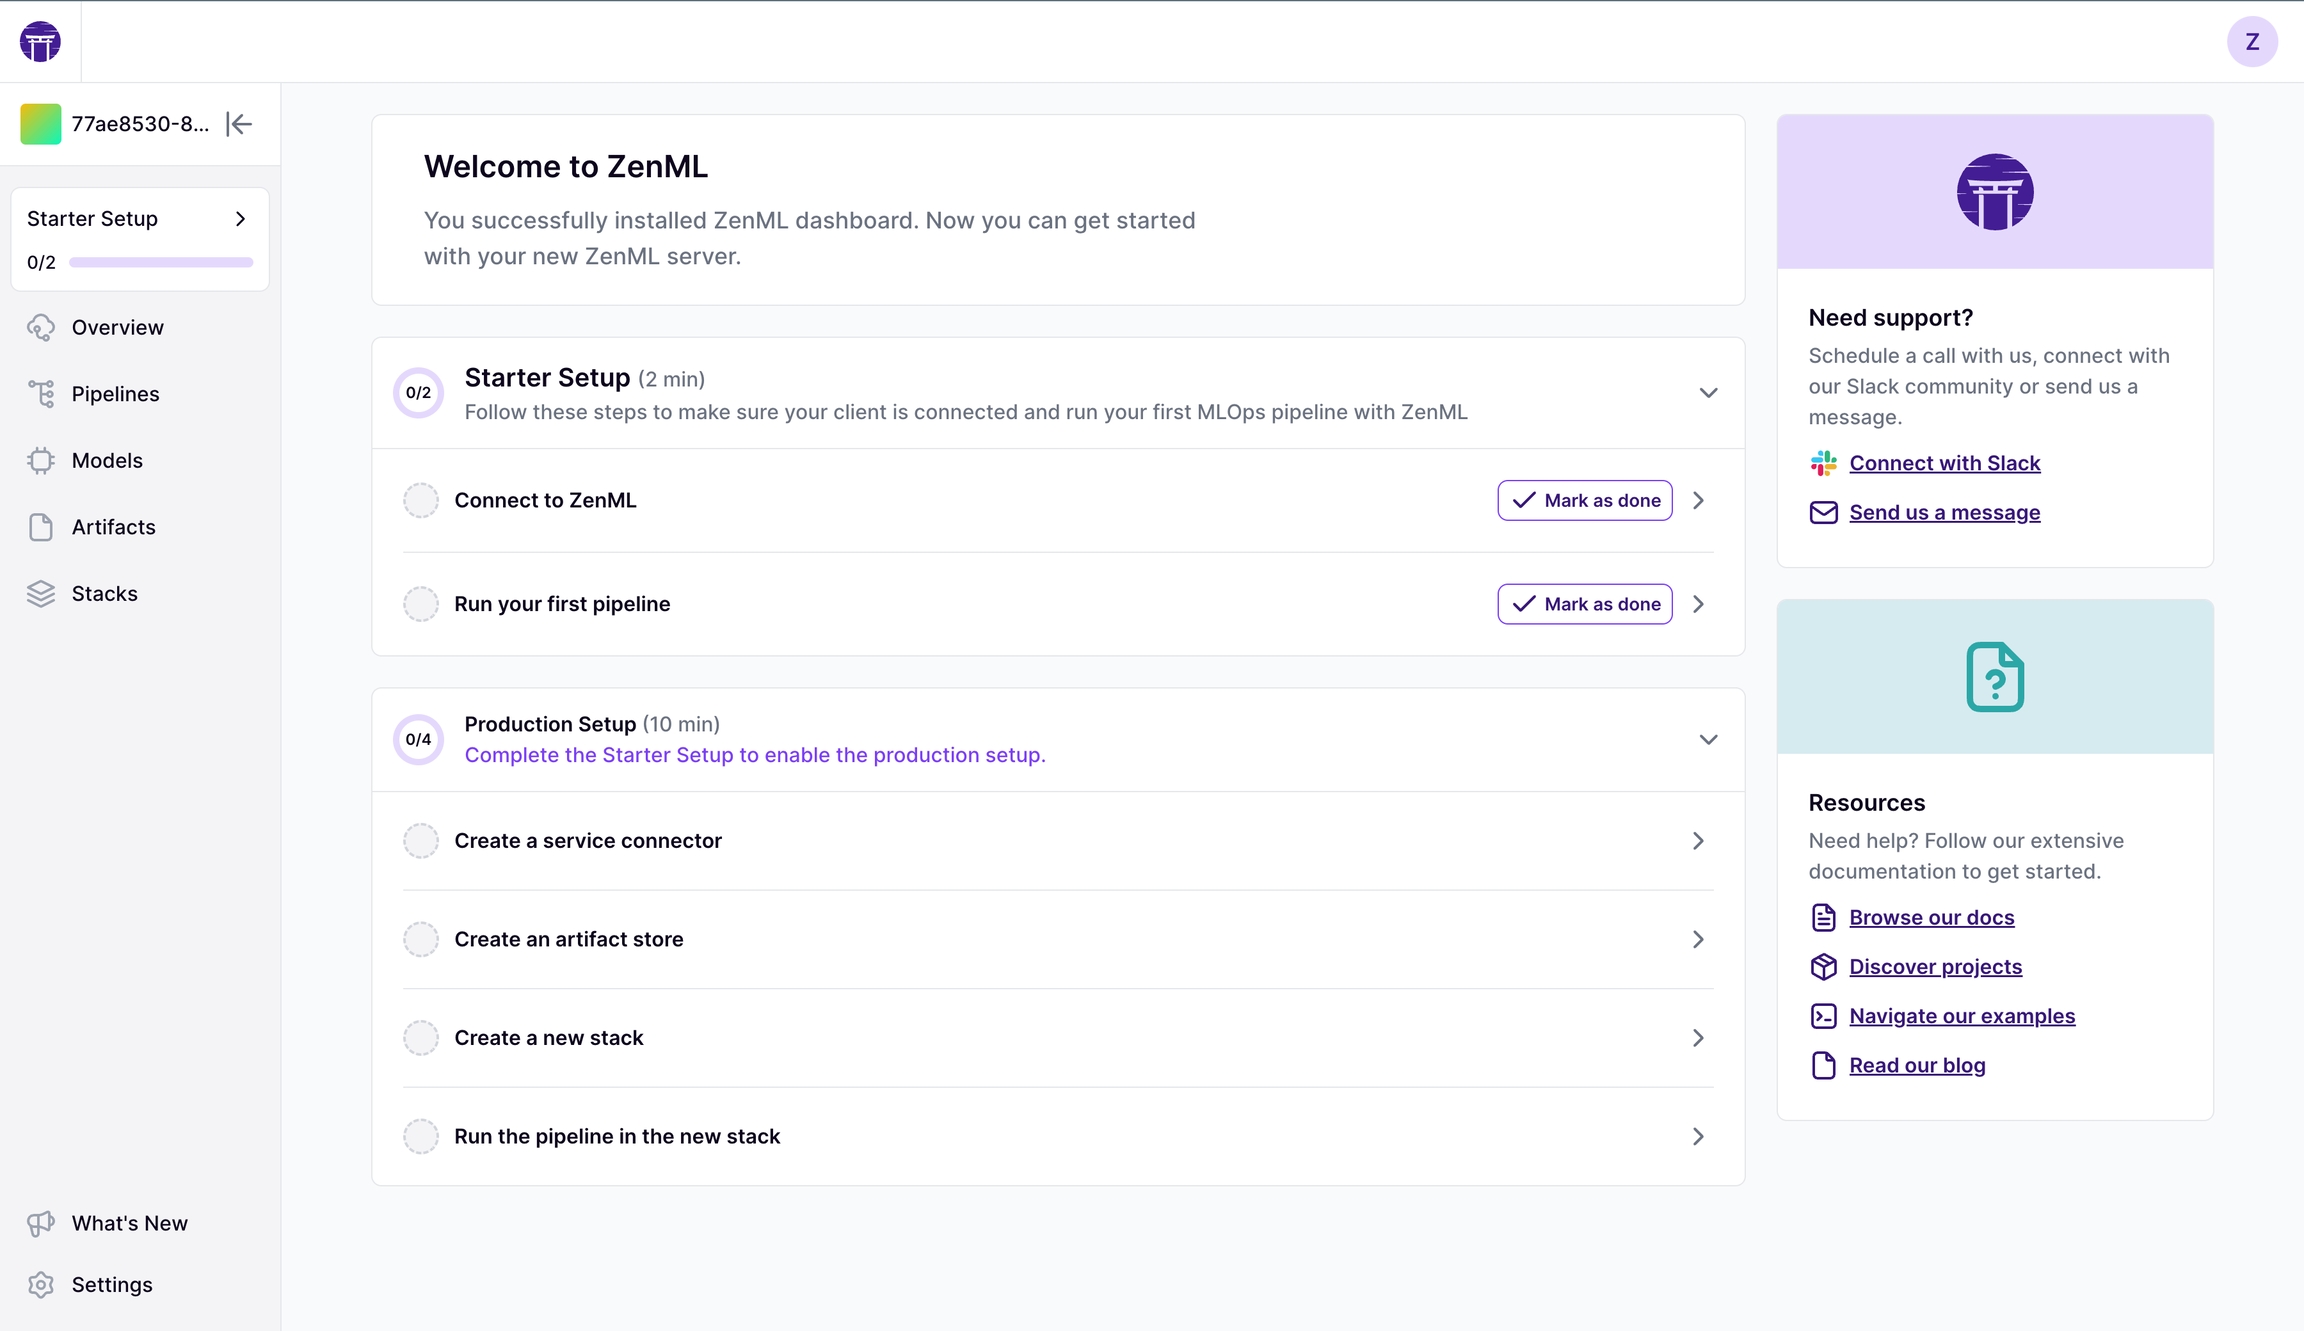 Z
77ae8530-8...
Starter Setup
0/2
Overview
Pipelines
Models
Artifacts
Stacks
What's New
Settings
Welcome to ZenML
You successfully installed ZenML dashboard. Now you can get started
with your new ZenML server.
0/2
Starter Setup (2 min)
Follow these steps to make sure your client is connected and run your first MLOps pipeline with ZenML
Connect to ZenML
Mark as done
Run your first pipeline
Mark as done
0/4
Production Setup (10 min)
Complete the Starter Setup to enable the production setup.
Create a service connector
Create an artifact store
Create a new stack
Run the pipeline in the new stack
Need support?
Schedule a call with us, connect with
our Slack community or send us a
message.
Connect with Slack
Send us a message
Resources
Need help? Follow our extensive
documentation to get started.
Browse our docs
Discover projects
Navigate our examples
Read our blog